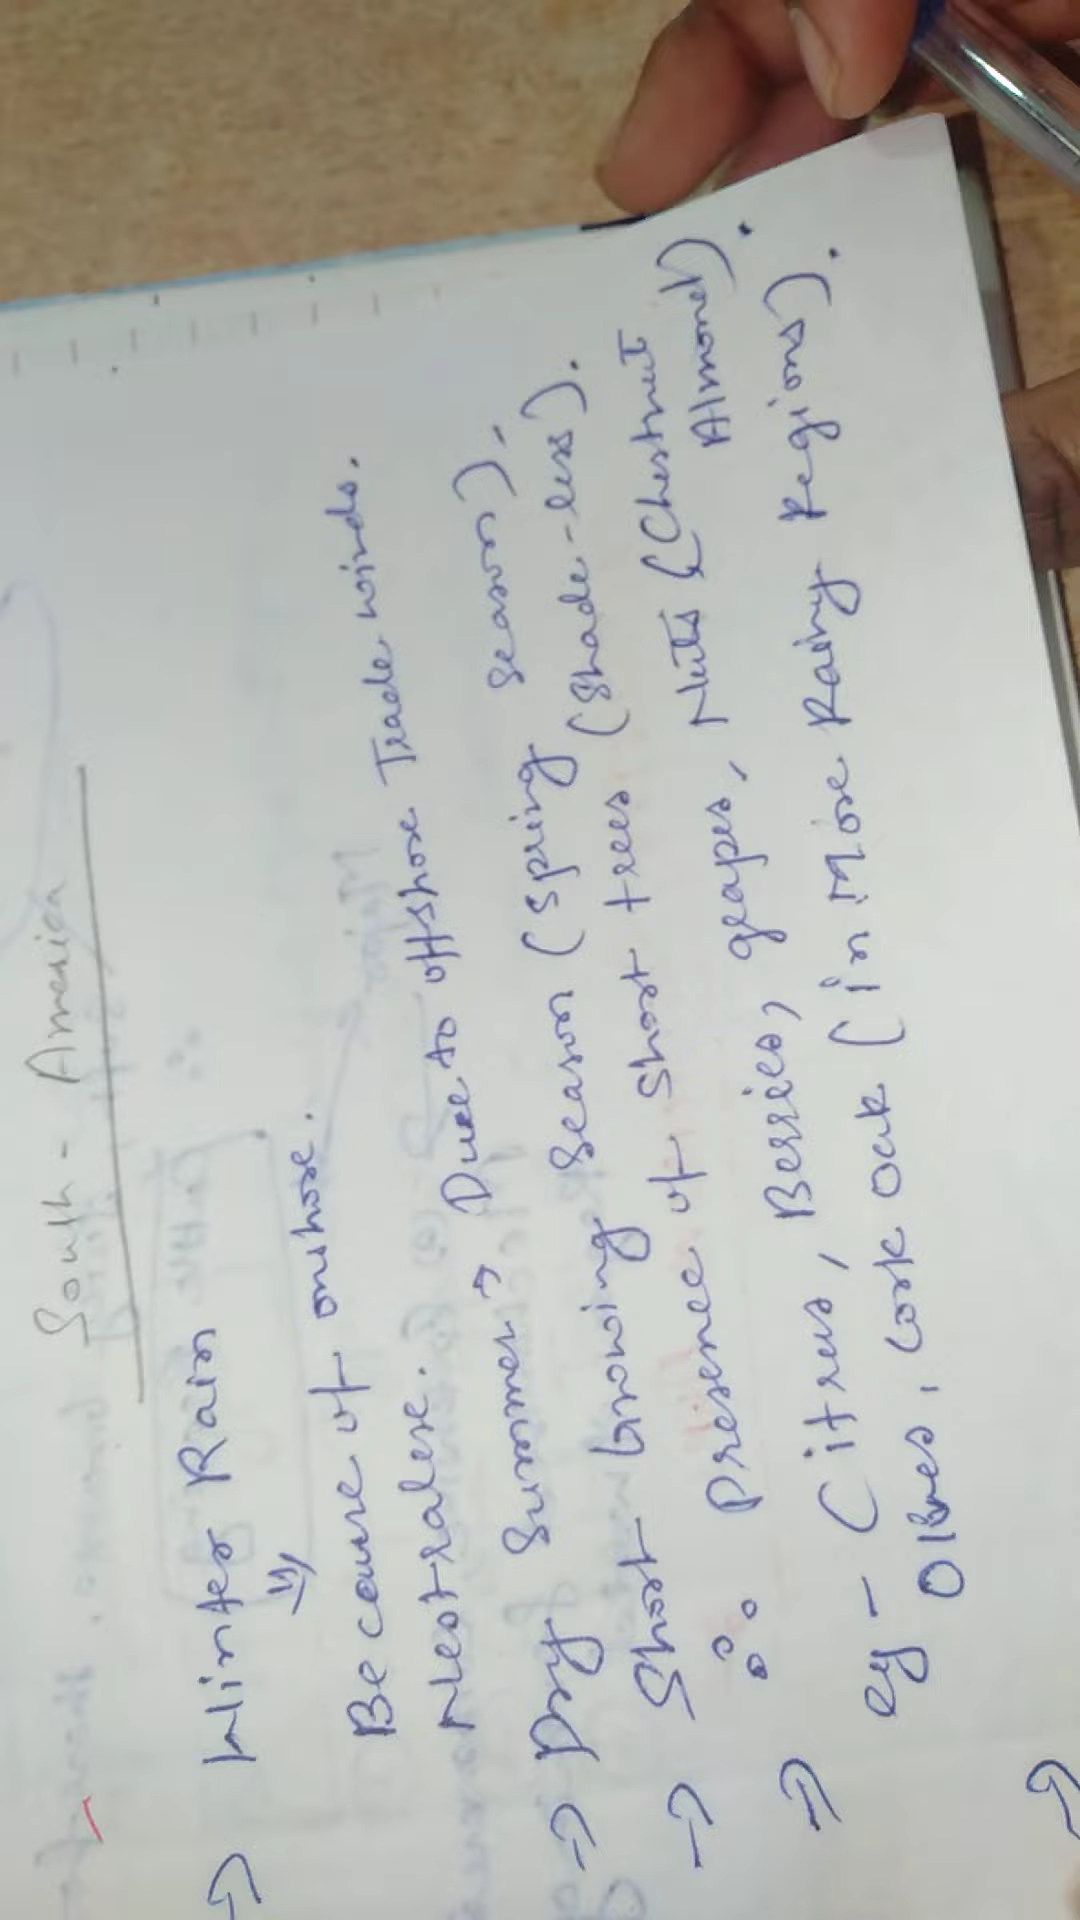 South - America
⇒ Winter Rain
⇓
Because of onshore.
Westralese.
⇒ Dry Summer → Due to offshore Trade winds.
⇒ Short Growing Season (Spring Season).
∴ Presence of Short trees (Shade-less).
⇒ eg - Citrus, Berries, grapes, Nuts (Chestnut
Almond).
Olives, Cork oak (in More Rainy Regions).